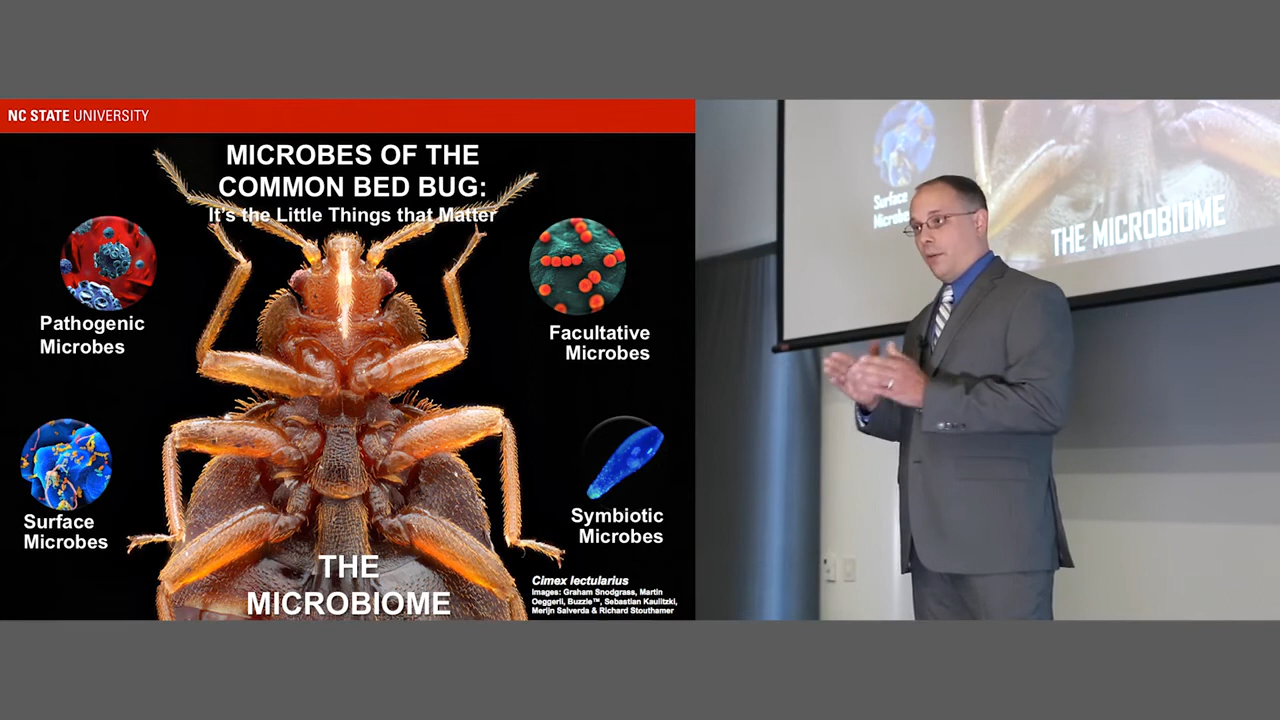 NC STATE UNIVERSITY
MICROBES OF THE
COMMON BED BUG:
It's the Little Things that Matter
Pathogenic
Microbes
Facultative
Microbes
Surface
Microbes
Symbiotic
Microbes
THE
MICROBIOME
Cimex lectularius
Images: Graham Snodgrass, Martin
Oeggerli, Buzzle™, Sebastian Kaulitzki,
Merijn Salverda & Richard Stouthamer
Surface
Microbe
THE MICROBIOME